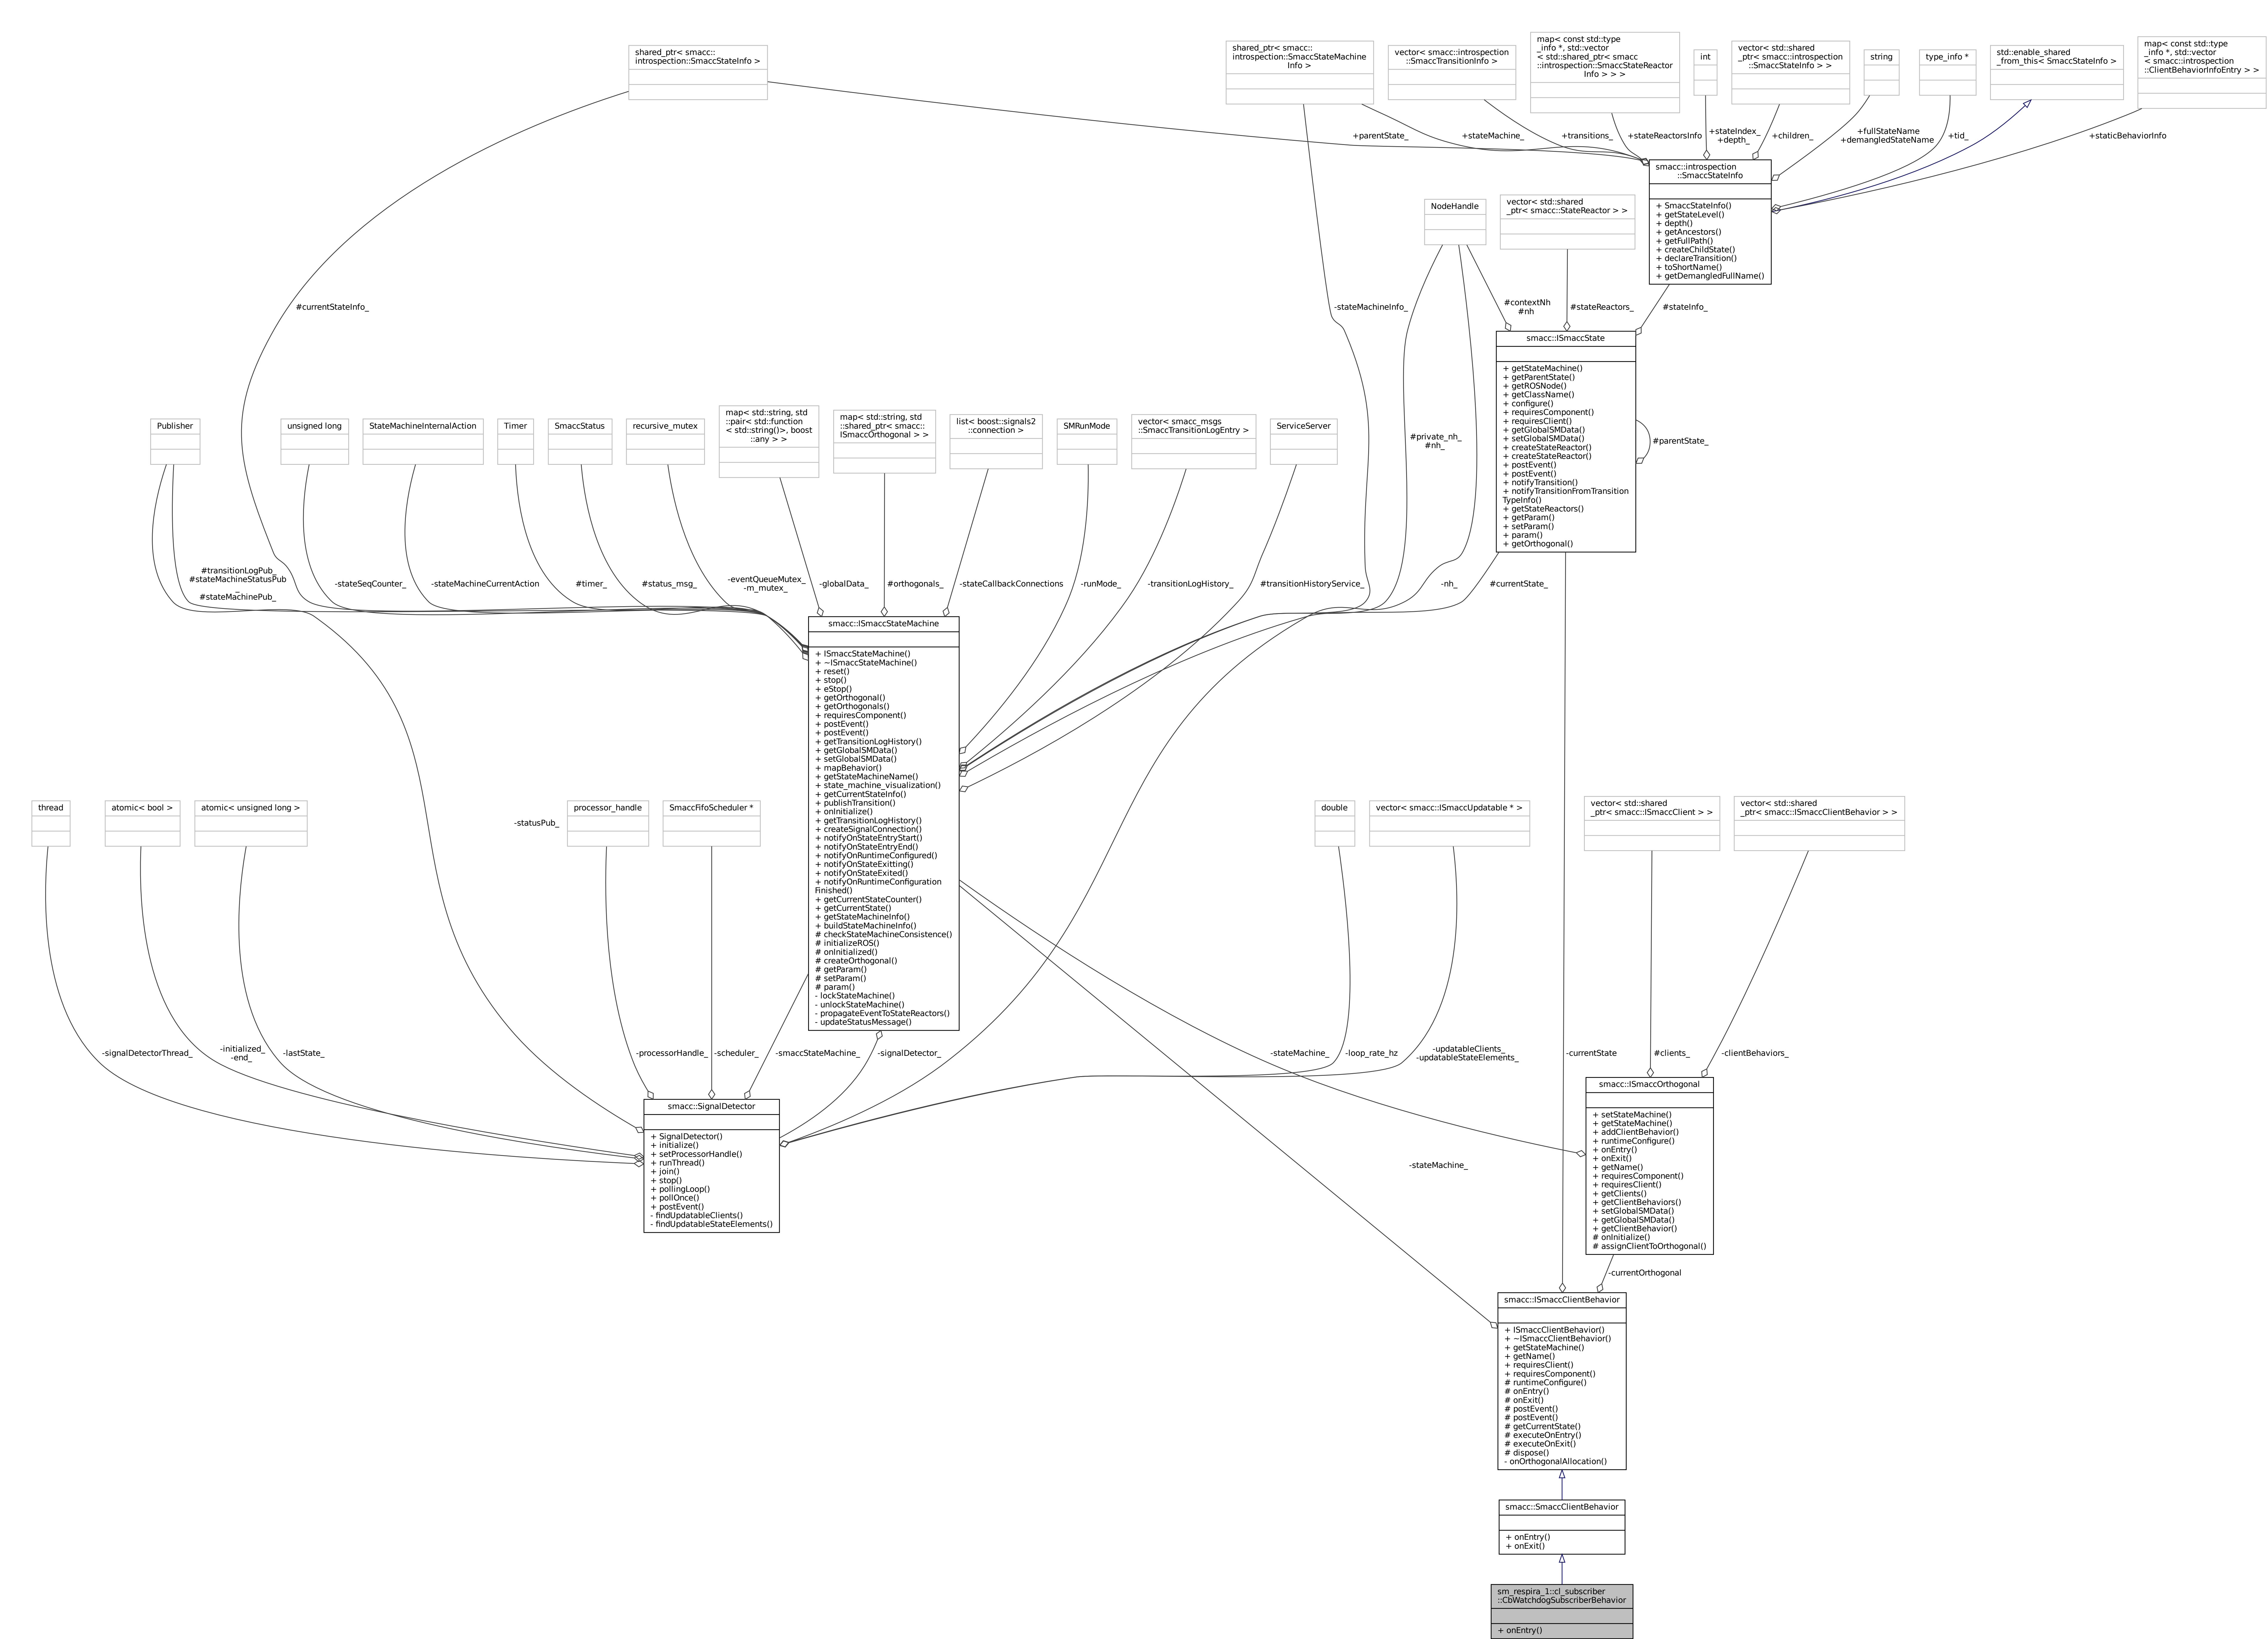 shared_ptr< smacc::
introspection::SmaccStateInfo >
shared_ptr< smacc::
introspection::SmaccStateMachine
Info >
vector< smacc::introspection
::SmaccTransitionInfo >
map< const std::type
_info *, std::vector
< std::shared_ptr< smacc
::introspection::SmaccStateReactor
Info > > >
int
vector< std::shared
_ptr< smacc::introspection
::SmaccStateInfo > >
string
type_info *
std::enable_shared
_from_this< SmaccStateInfo >
map< const std::type
_info *, std::vector
< smacc::introspection
::ClientBehaviorInfoEntry > >
+parentState_
+stateMachine_
+transitions_
+stateReactorsInfo
+stateIndex_
+depth_
+children_
+fullStateName
+demangledStateName
+tid_
+staticBehaviorInfo
smacc::introspection
::SmaccStateInfo
+ SmaccStateInfo()
+ getStateLevel()
+ depth()
+ getAncestors()
+ getFullPath()
+ createChildState()
+ declareTransition()
+ toShortName()
+ getDemangledFullName()
NodeHandle
vector< std::shared
_ptr< smacc::StateReactor > >
#currentStateInfo_
-stateMachineInfo_
#contextNh
#nh
#stateReactors_
#stateInfo_
smacc::ISmaccState
+ getStateMachine()
+ getParentState()
+ getROSNode()
+ getClassName()
+ configure()
+ requiresComponent()
+ requiresClient()
+ getGlobalSMData()
+ setGlobalSMData()
+ createStateReactor()
+ createStateReactor()
+ postEvent()
+ postEvent()
+ notifyTransition()
+ notifyTransitionFromTransition
TypeInfo()
+ getStateReactors()
+ getParam()
+ setParam()
+ param()
+ getOrthogonal()
#parentState_
#private_nh_
#nh_
Publisher
unsigned long
StateMachineInternalAction
Timer
SmaccStatus
recursive_mutex
map< std::string, std
::pair< std::function
< std::string()>, boost
::any > >
map< std::string, std
::shared_ptr< smacc::
ISmaccOrthogonal > >
list< boost::signals2
::connection >
SMRunMode
vector< smacc_msgs
::SmaccTransitionLogEntry >
ServiceServer
#transitionLogPub_
#stateMachineStatusPub
_
#stateMachinePub_
-stateSeqCounter_
-stateMachineCurrentAction
#timer_
#status_msg_
-eventQueueMutex_
-m_mutex_
-globalData_
#orthogonals_
-stateCallbackConnections
-runMode_
-transitionLogHistory_
#transitionHistoryService_
-nh_
#currentState_
smacc::ISmaccStateMachine
+ ISmaccStateMachine()
+ ~ISmaccStateMachine()
+ reset()
+ stop()
+ eStop()
+ getOrthogonal()
+ getOrthogonals()
+ requiresComponent()
+ postEvent()
+ postEvent()
+ getTransitionLogHistory()
+ getGlobalSMData()
+ setGlobalSMData()
+ mapBehavior()
+ getStateMachineName()
+ state_machine_visualization()
+ getCurrentStateInfo()
+ publishTransition()
+ onInitialize()
+ getTransitionLogHistory()
+ createSignalConnection()
+ notifyOnStateEntryStart()
+ notifyOnStateEntryEnd()
+ notifyOnRuntimeConfigured()
+ notifyOnStateExitting()
+ notifyOnStateExited()
+ notifyOnRuntimeConfiguration
Finished()
+ getCurrentStateCounter()
+ getCurrentState()
+ getStateMachineInfo()
+ buildStateMachineInfo()
# checkStateMachineConsistence()
# initializeROS()
# onInitialized()
# createOrthogonal()
# getParam()
# setParam()
# param()
- lockStateMachine()
- unlockStateMachine()
- propagateEventToStateReactors()
- updateStatusMessage()
thread
atomic< bool >
atomic< unsigned long >
-statusPub_
processor_handle
SmaccFifoScheduler *
double
vector< smacc::ISmaccUpdatable * >
vector< std::shared
_ptr< smacc::ISmaccClient > >
vector< std::shared
_ptr< smacc::ISmaccClientBehavior > >
-signalDetectorThread_
-initialized_
-end_
-lastState_
-processorHandle_
-scheduler_
-smaccStateMachine_
-signalDetector_
-stateMachine_
-loop_rate_hz
-updatableClients_
-updatableStateElements_
-currentState
#clients_
-clientBehaviors_
smacc::SignalDetector
+ SignalDetector()
+ initialize()
+ setProcessorHandle()
+ runThread()
+ join()
+ stop()
+ pollingLoop()
+ pollOnce()
+ postEvent()
- findUpdatableClients()
- findUpdatableStateElements()
smacc::ISmaccOrthogonal
+ setStateMachine()
+ getStateMachine()
+ addClientBehavior()
+ runtimeConfigure()
+ onEntry()
+ onExit()
+ getName()
+ requiresComponent()
+ requiresClient()
+ getClients()
+ getClientBehaviors()
+ setGlobalSMData()
+ getGlobalSMData()
+ getClientBehavior()
# onInitialize()
# assignClientToOrthogonal()
-stateMachine_
-currentOrthogonal
smacc::ISmaccClientBehavior
+ ISmaccClientBehavior()
+ ~ISmaccClientBehavior()
+ getStateMachine()
+ getName()
+ requiresClient()
+ requiresComponent()
# runtimeConfigure()
# onEntry()
# onExit()
# postEvent()
# postEvent()
# getCurrentState()
# executeOnEntry()
# executeOnExit()
# dispose()
- onOrthogonalAllocation()
smacc::SmaccClientBehavior
+ onEntry()
+ onExit()
sm_respira_1::cl_subscriber
::CbWatchdogSubscriberBehavior
+ onEntry()